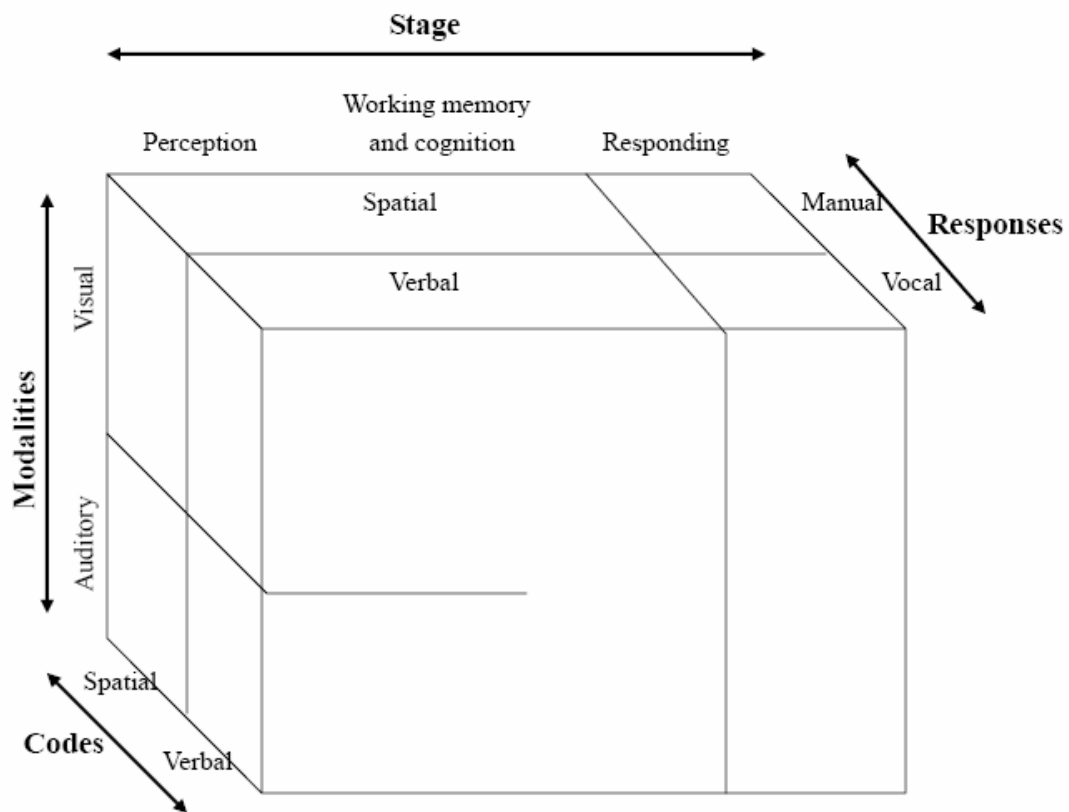 Stage
Working memory
and cognition
Perception
Responding
Spatial
Manual
Responses
Verbal
Vocal
Visual
Modalities
Auditory
Spatial
Codes
Verbal